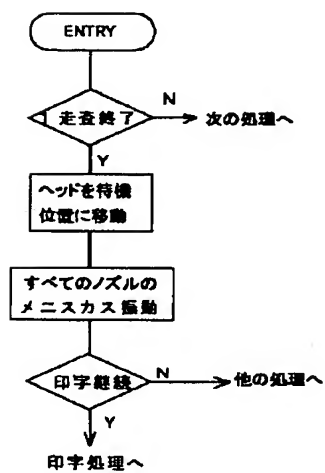 ENTRY
走査終了
N
次の処理へ
Y
ヘッドを待機
位置に移動
すべてのノズルの
メニスカス振動
印字継続
N
他の処理へ
Y
印字処理へ